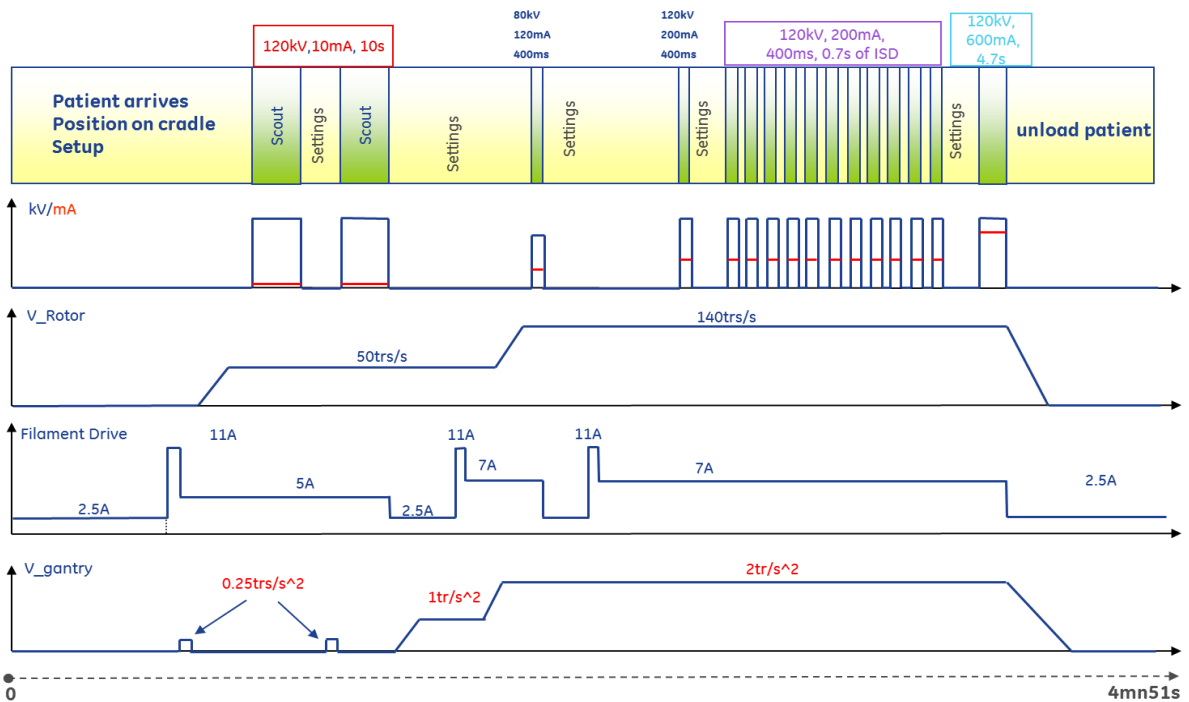 80kV
120mA
400ms
120kV
200mA
400ms
120kV,10mA, 10s
120kV, 200mA,
400ms, 0.7s of ISD
120kV,
600mA,
4.7s
Patient arrives
Position on cradle
Setup
Scout
Settings
Scout
Settings
Settings
Settings
Settings
unload patient
kV/mA
V_Rotor
50trs/s
140trs/s
Filament Drive
11A
11A
11A
2.5A
5A
2.5A
7A
7A
2.5A
V_gantry
0.25trs/s^2
1tr/s^2
2tr/s^2
0
4mn51s